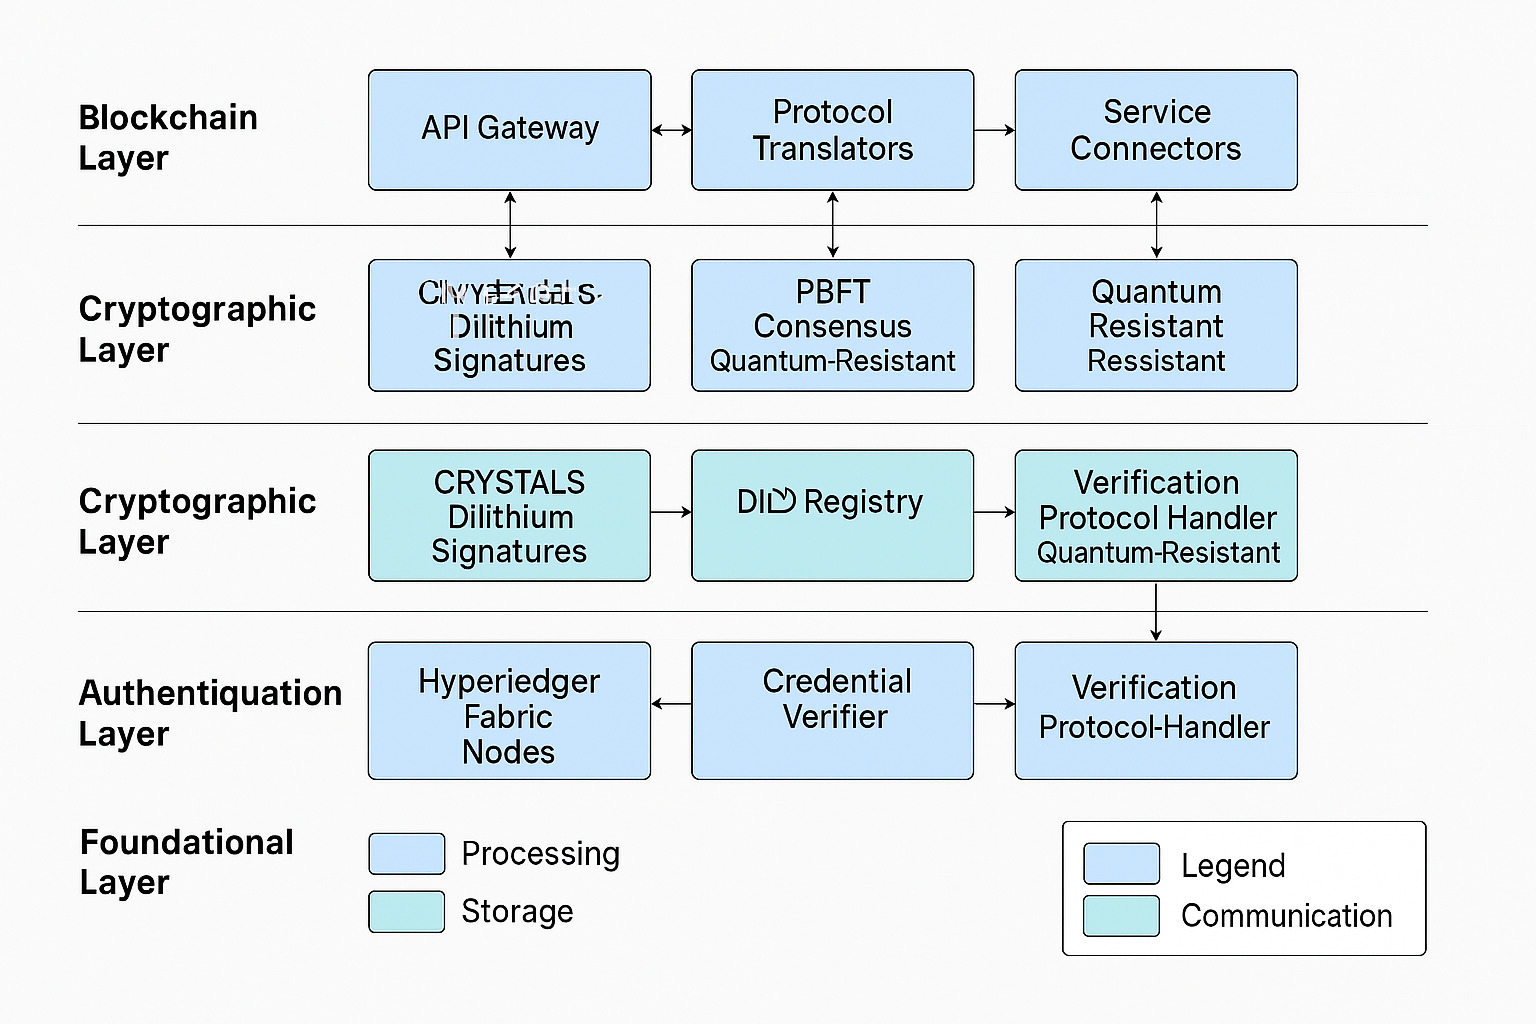 Blockchain
Layer
API Gateway
Protocol
Translators
Service
Connectors
Cryptographic
Layer
Dilithium
Signatures
PBFT
Consensus
Quantum-Resistant
Quantum
Resistant
Ressistant
Cryptographic
Layer
CRYSTALS
Dilithium
Signatures
Registry
Verification
Protocol Handler
Quantum-Resistant
Authentiquation
Layer
Hyperiedger
Fabric
Nodes
Credential
Verifier
Verification
Protocol-Handler
Foundational
Layer
Processing
Storage
Legend
Communication